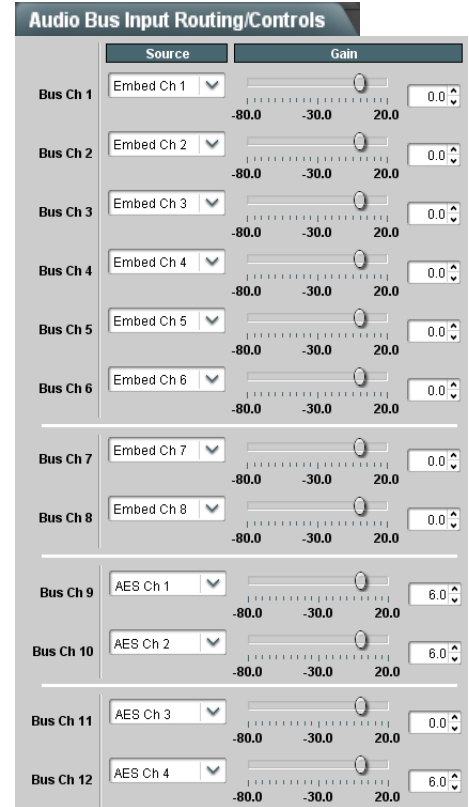 Audio Bus Input Routing/Controls
Source Gain
Bus Ch 1 Embed Ch 1 0.0
-80.0 -30.0 20.0
Bus Ch 2 Embed Ch 2 0.0
-80.0 -30.0 20.0
Bus Ch 3 Embed Ch 3 0.0
-80.0 -30.0 20.0
Bus Ch 4 Embed Ch 4 0.0
-80.0 -30.0 20.0
Bus Ch 5 Embed Ch 5 0.0
-80.0 -30.0 20.0
Bus Ch 6 Embed Ch 6 0.0
-80.0 -30.0 20.0
Bus Ch 7 Embed Ch 7 0.0
-80.0 -30.0 20.0
Bus Ch 8 Embed Ch 8 0.0
-80.0 -30.0 20.0
Bus Ch 9 AES Ch 1 6.0
-80.0 -30.0 20.0
Bus Ch 10 AES Ch 2 6.0
-80.0 -30.0 20.0
Bus Ch 11 AES Ch 3 0.0
-80.0 -30.0 20.0
Bus Ch 12 AES Ch 4 6.0
-80.0 -30.0 20.0